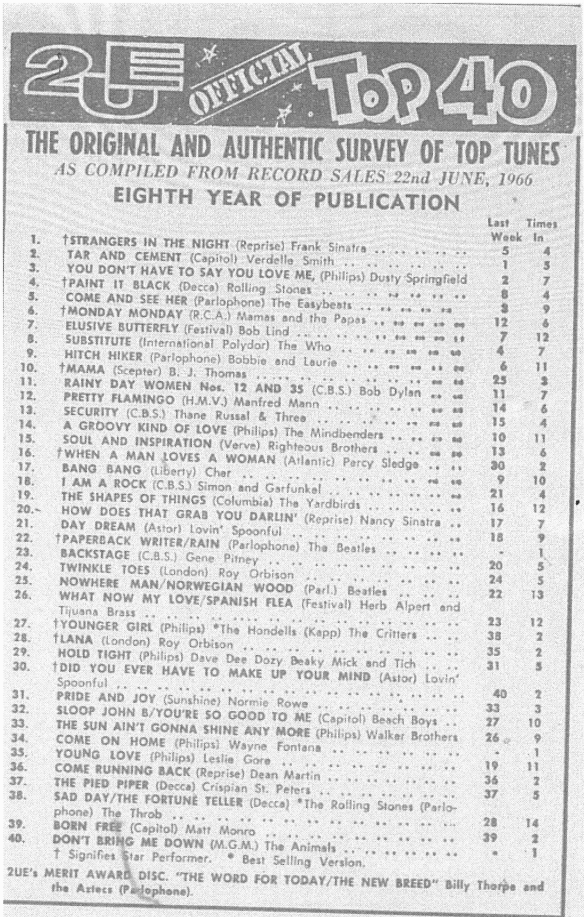 2UE OFFICIAL TOP 40
THE ORIGINAL AND AUTHENTIC SURVEY OF TOP TUNES
AS COMPILED FROM RECORD SALES 22nd JUNE, 1966
EIGHTH YEAR OF PUBLICATION
Last Times
Week In
1. †STRANGERS IN THE NIGHT (Reprise) Frank Sinatra .. .. .. .. .. 5 4
2. TAR AND CEMENT (Capitol) Verdelle Smith .. .. .. .. .. .. 1 5
3. YOU DON'T HAVE TO SAY YOU LOVE ME, (Philips) Dusty Springfield 2 7
4. †PAINT IT BLACK (Decca) Rolling Stones .. .. .. .. .. .. 8 4
5. COME AND SEE HER (Parlophone) The Easybeats .. .. .. .. .. 3 9
6. †MONDAY MONDAY (R.C.A.) Mamas and the Papas .. .. .. .. 12 6
7. ELUSIVE BUTTERFLY (Festival) Bob Lind .. .. .. .. .. .. 7 12
8. SUBSTITUTE (International Polydor) The Who .. .. .. .. .. 4 7
9. HITCH HIKER (Parlophone) Bobbie and Laurie .. .. .. .. .. 6 11
10. †MAMA (Scepter) B. J. Thomas .. .. .. .. .. .. .. .. 25 3
11. RAINY DAY WOMEN Nos. 12 AND 35 (C.B.S.) Bob Dylan .. .. 11 7
12. PRETTY FLAMINGO (H.M.V.) Manfred Mann .. .. .. .. .. .. 14 6
13. SECURITY (C.B.S.) Thane Russal & Three .. .. .. .. .. .. 15 4
14. A GROOVY KIND OF LOVE (Philips) The Mindbenders .. .. .. .. 10 11
15. SOUL AND INSPIRATION (Verve) Righteous Brothers .. .. .. .. 13 6
16. †WHEN A MAN LOVES A WOMAN (Atlantic) Percy Sledge .. .. .. 30 2
17. BANG BANG (Liberty) Cher .. .. .. .. .. .. .. .. .. 9 10
18. I AM A ROCK (C.B.S.) Simon and Garfunkel .. .. .. .. .. .. 21 4
19. THE SHAPES OF THINGS (Columbia) The Yardbirds .. .. .. .. .. 16 12
20. HOW DOES THAT GRAB YOU DARLIN' (Reprise) Nancy Sinatra .. .. 17 7
21. DAY DREAM (Astor) Lovin' Spoonful .. .. .. .. .. .. .. 18 9
22. †PAPERBACK WRITER/RAIN (Parlophone) The Beatles .. .. .. .. - 1
23. BACKSTAGE (C.B.S.) Gene Pitney .. .. .. .. .. .. .. .. 20 5
24. TWINKLE TOES (London) Roy Orbison .. .. .. .. .. .. .. 24 5
25. NOWHERE MAN/NORWEGIAN WOOD (Parl.) Beatles .. .. .. .. 22 13
26. WHAT NOW MY LOVE/SPANISH FLEA (Festival) Herb Alpert and
Tijuana Brass .. .. .. .. .. .. .. .. .. .. 23 12
27. †YOUNGER GIRL (Philips) *The Hondells (Kapp) The Critters .. .. 38 2
28. †LANA (London) Roy Orbison .. .. .. .. .. .. .. .. 35 2
29. HOLD TIGHT (Philips) Dave Dee Dozy Beaky Mick and Tich .. .. .. 31 5
30. †DID YOU EVER HAVE TO MAKE UP YOUR MIND (Astor) Lovin'
Spoonful .. .. .. .. .. .. .. .. .. .. .. 40 2
31. PRIDE AND JOY (Sunshine) Normie Rowe .. .. .. .. .. .. 33 3
32. SLOOP JOHN B/YOU'RE SO GOOD TO ME (Capitol) Beach Boys .. 27 10
33. THE SUN AIN'T GONNA SHINE ANY MORE (Philips) Walker Brothers 26 9
34. COME ON HOME (Philips) Wayne Fontana .. .. .. .. .. .. - 1
35. YOUNG LOVE (Philips) Lesley Gore .. .. .. .. .. .. .. 19 11
36. COME RUNNING BACK (Reprise) Dean Martin .. .. .. .. .. 36 2
37. THE PIED PIPER (Decca) Crispian St. Peters .. .. .. .. .. .. 37 5
38. SAD DAY/THE FORTUNE TELLER (Decca) *The Rolling Stones (Parlo-
phone) The Throb .. .. .. .. .. .. .. .. .. .. 28 14
39. BORN FREE (Capitol) Matt Monro .. .. .. .. .. .. .. 39 2
40. DON'T BRING ME DOWN (M.G.M.) The Animals .. .. .. .. .. - 1
† Signifies Star Performer. * Best Selling Version.
2UE's MERIT AWARD DISC. "THE WORD FOR TODAY/THE NEW BREED" Billy Thorpe and
the Aztecs (Parlophone).